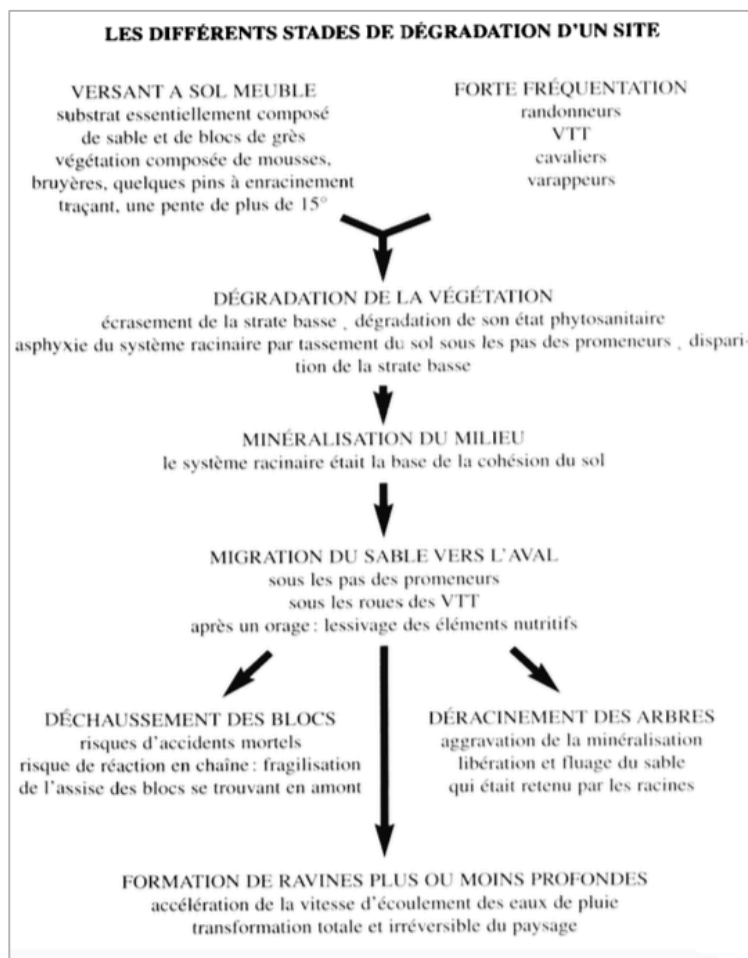 LES DIFFÉRENTS STADES DE DÉGRADATION D'UN SITE
VERSANT A SOL MEUBLE
substrat essentiellement composé
de sable et de blocs de grès
végétation composée de mousses,
bruyères, quelques pins à enracinement
traçant, une pente de plus de 15°
FORTE FRÉQUENTATION
randonneurs
VTT
cavaliers
varappeurs
DÉGRADATION DE LA VÉGÉTATION
écrasement de la strate basse , dégradation de son état phytosanitaire
asphyxie du système racinaire par tassement du sol sous les pas des promeneurs , dispari-
tion de la strate basse
MINÉRALISATION DU MILIEU
le système racinaire était la base de la cohésion du sol
MIGRATION DU SABLE VERS L'AVAL
sous les pas des promeneurs
sous les roues des VTT
après un orage : lessivage des éléments nutritifs
DÉCHAUSSEMENT DES BLOCS
risques d'accidents mortels
risque de réaction en chaîne : fragilisation
de l'assise des blocs se trouvant en amont
DÉRACINEMENT DES ARBRES
aggravation de la minéralisation
libération et fluage du sable
qui était retenu par les racines
FORMATION DE RAVINES PLUS OU MOINS PROFONDES
accélération de la vitesse d'écoulement des eaux de pluie
transformation totale et irréversible du paysage